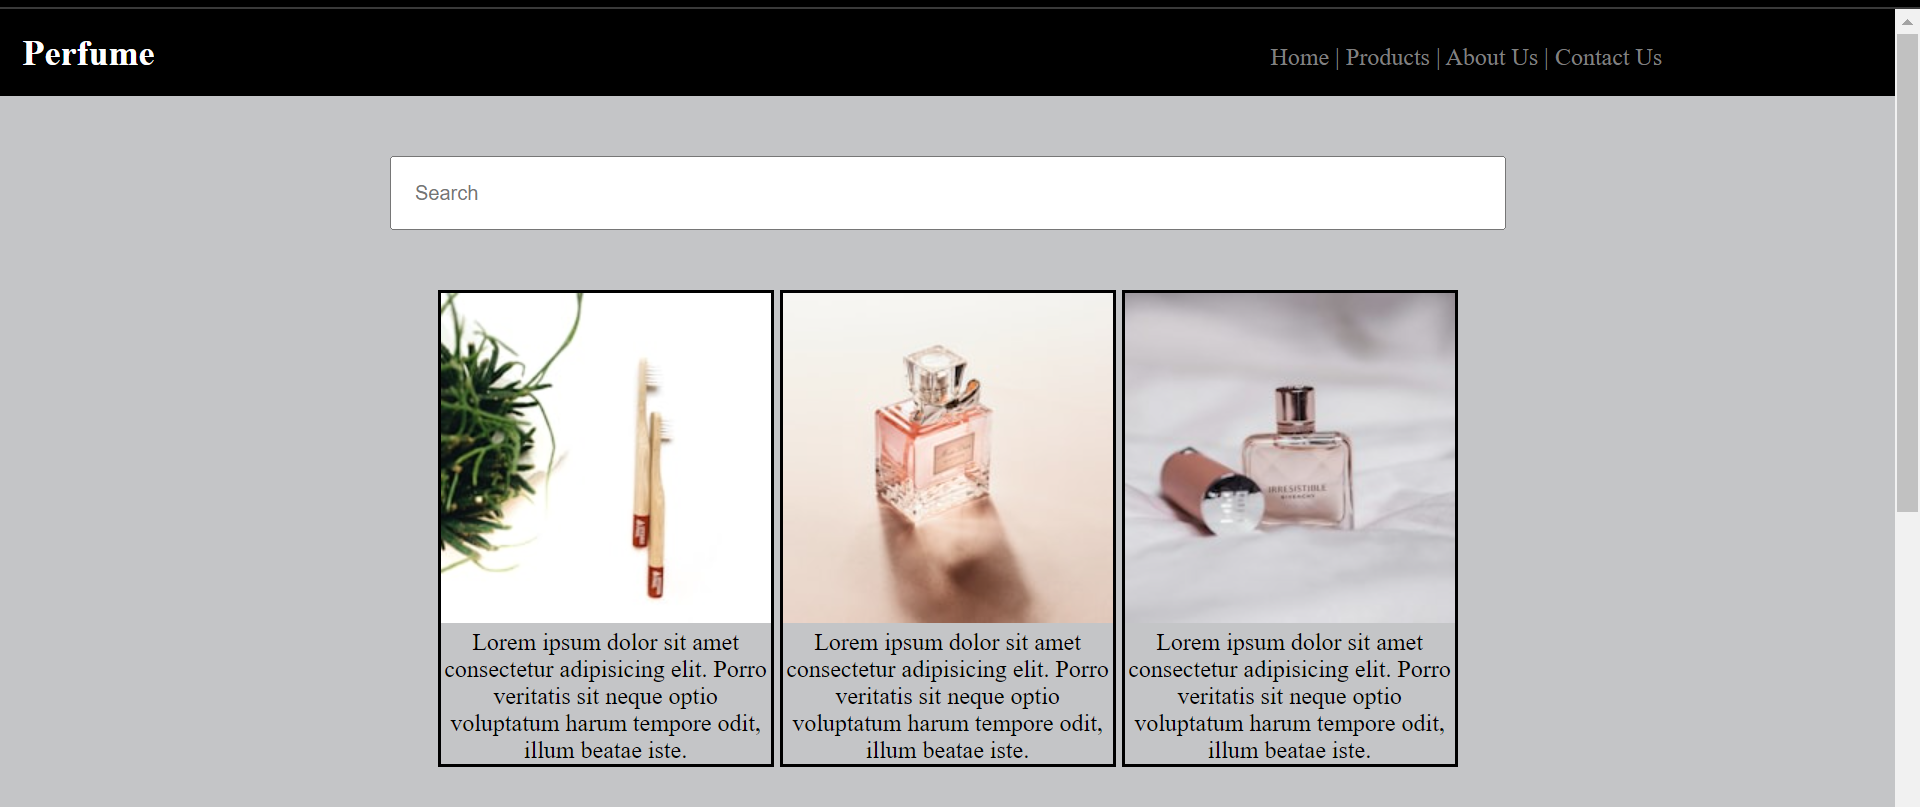 Perfume
Home | Products | About Us | Contact Us
Search
Lorem ipsum dolor sit amet
consectetur adipisicing elit. Porro
veritatis sit neque optio
voluptatum harum tempore odit,
illum beatae iste.
Lorem ipsum dolor sit amet
consectetur adipisicing elit. Porro
veritatis sit neque optio
voluptatum harum tempore odit,
illum beatae iste.
IRRESISTIBLE
GIVENCHY
Lorem ipsum dolor sit amet
consectetur adipisicing elit. Porro
veritatis sit neque optio
voluptatum harum tempore odit,
illum beatae iste.